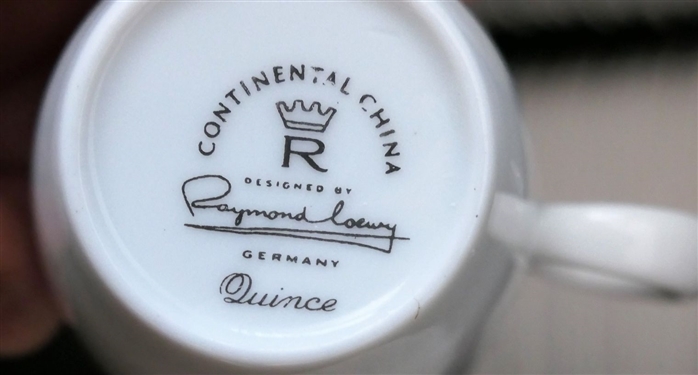 CONTINENTAL CHINA
R
DESIGNED BY
Raymond Loewy
GERMANY
Quince